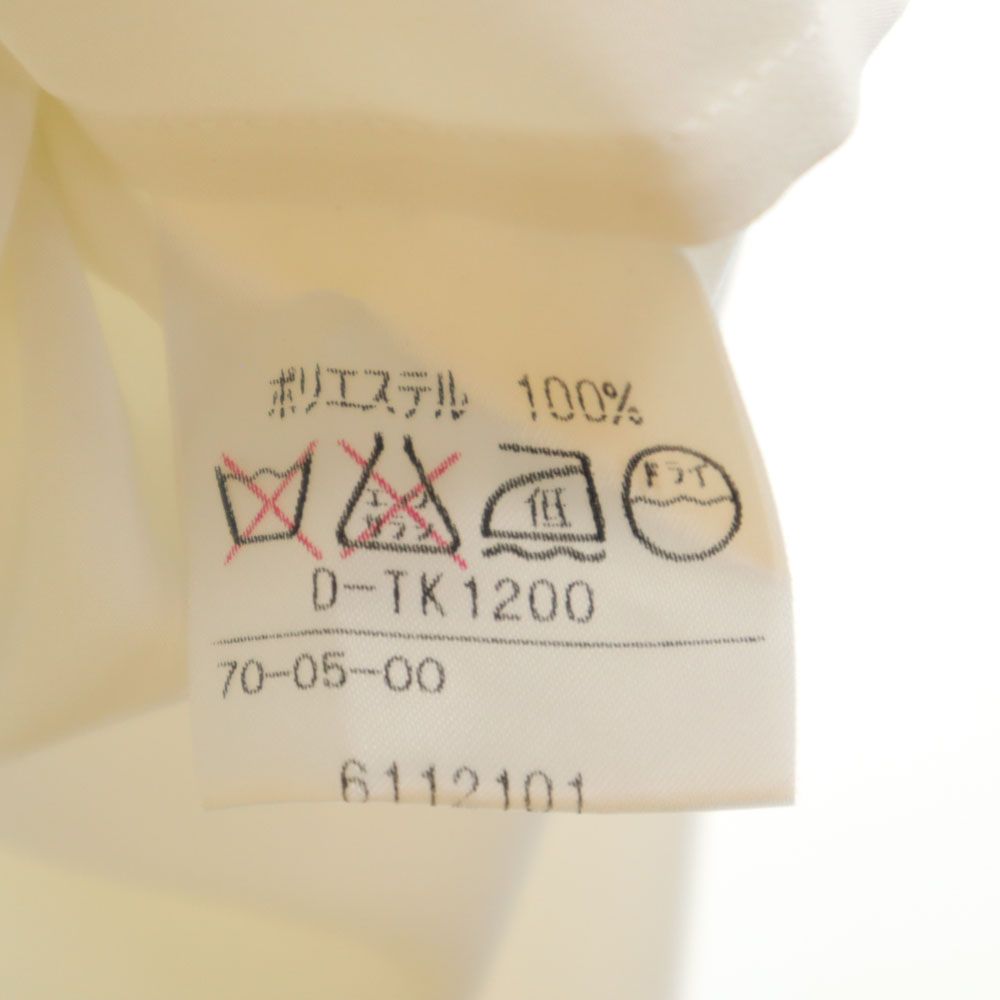 ポリエステル 100%
エンソ
サラシ 低 ドライ
D-TK1200
70-05-00
6112101